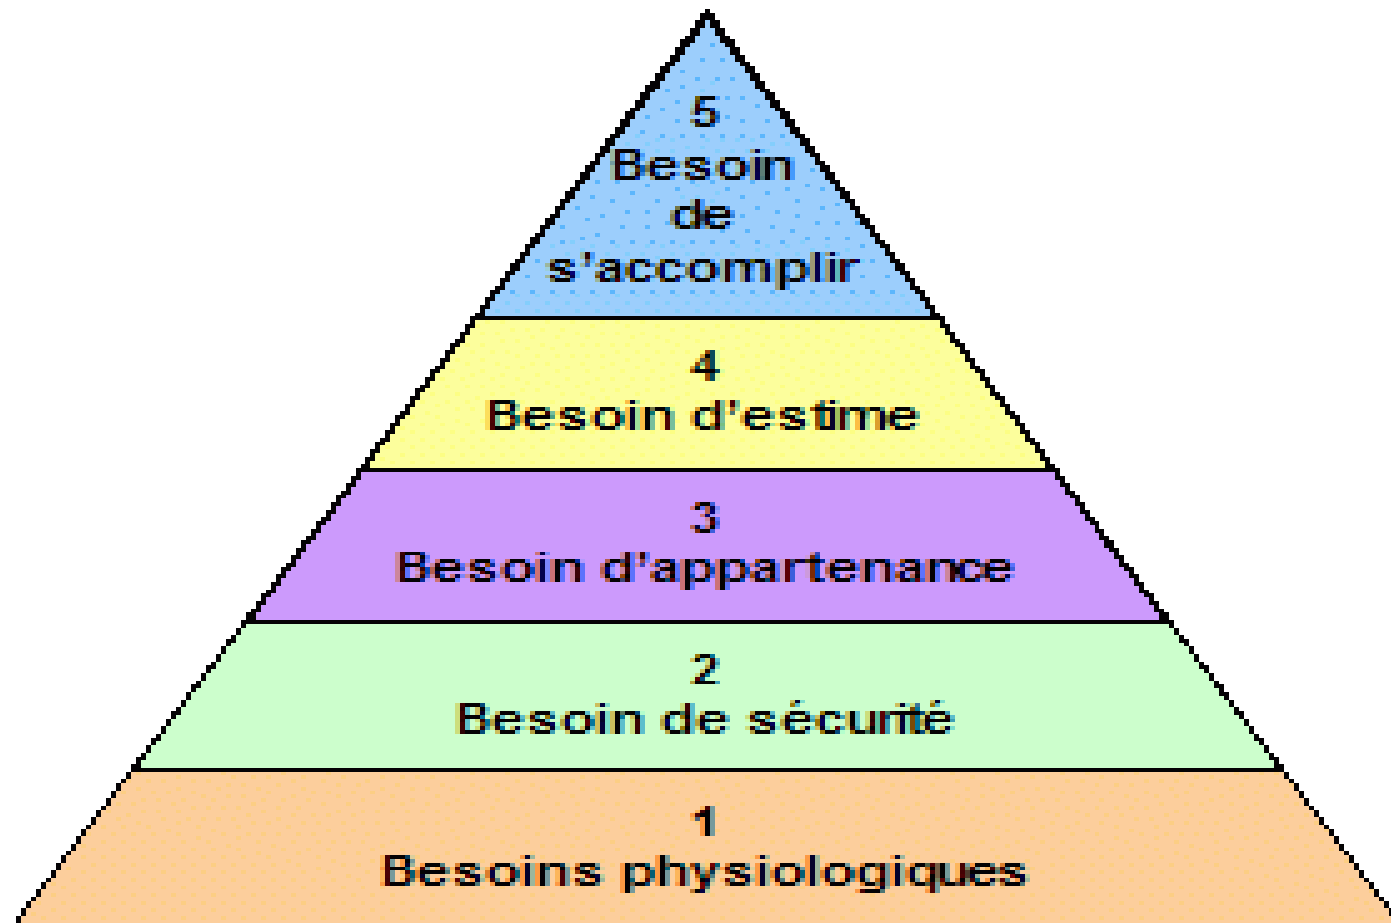 5
Besoin
de
s'accomplir
4
Besoin d'estime
3
Besoin d'appartenance
2
Besoin de sécurité
1
Besoins physiologiques